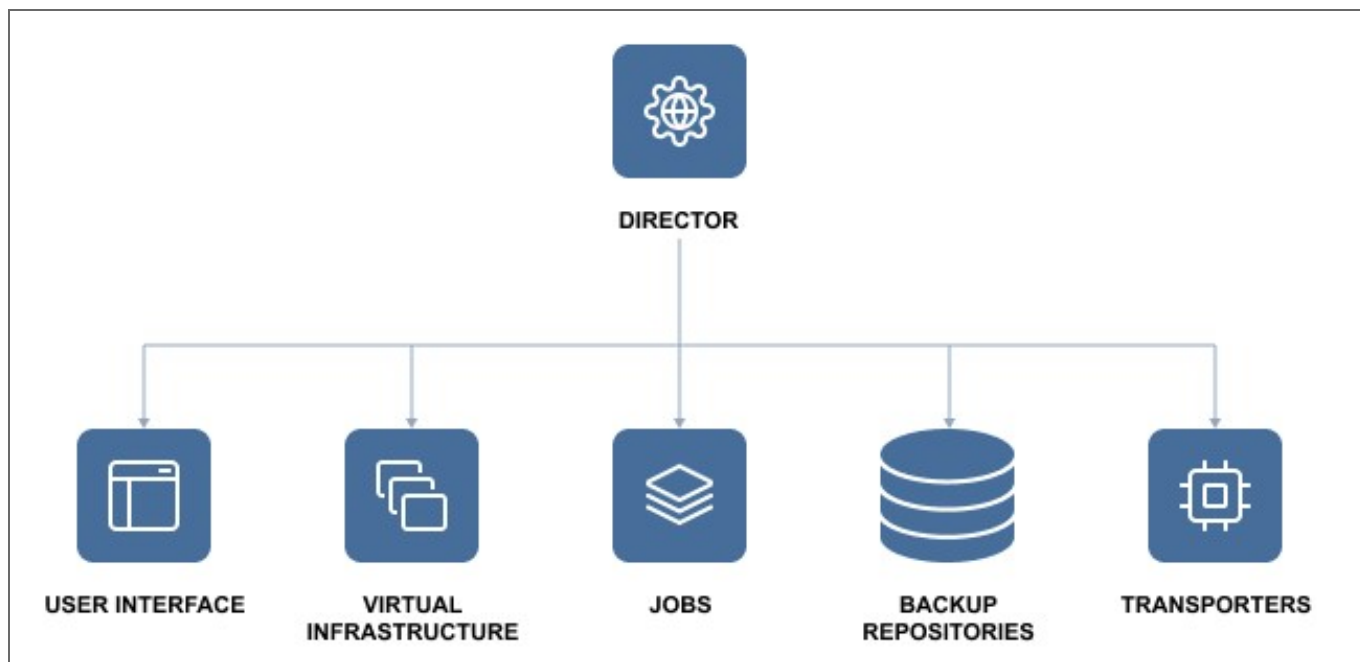 DIRECTOR
USER INTERFACE
VIRTUAL
INFRASTRUCTURE
JOBS
BACKUP
REPOSITORIES
TRANSPORTERS